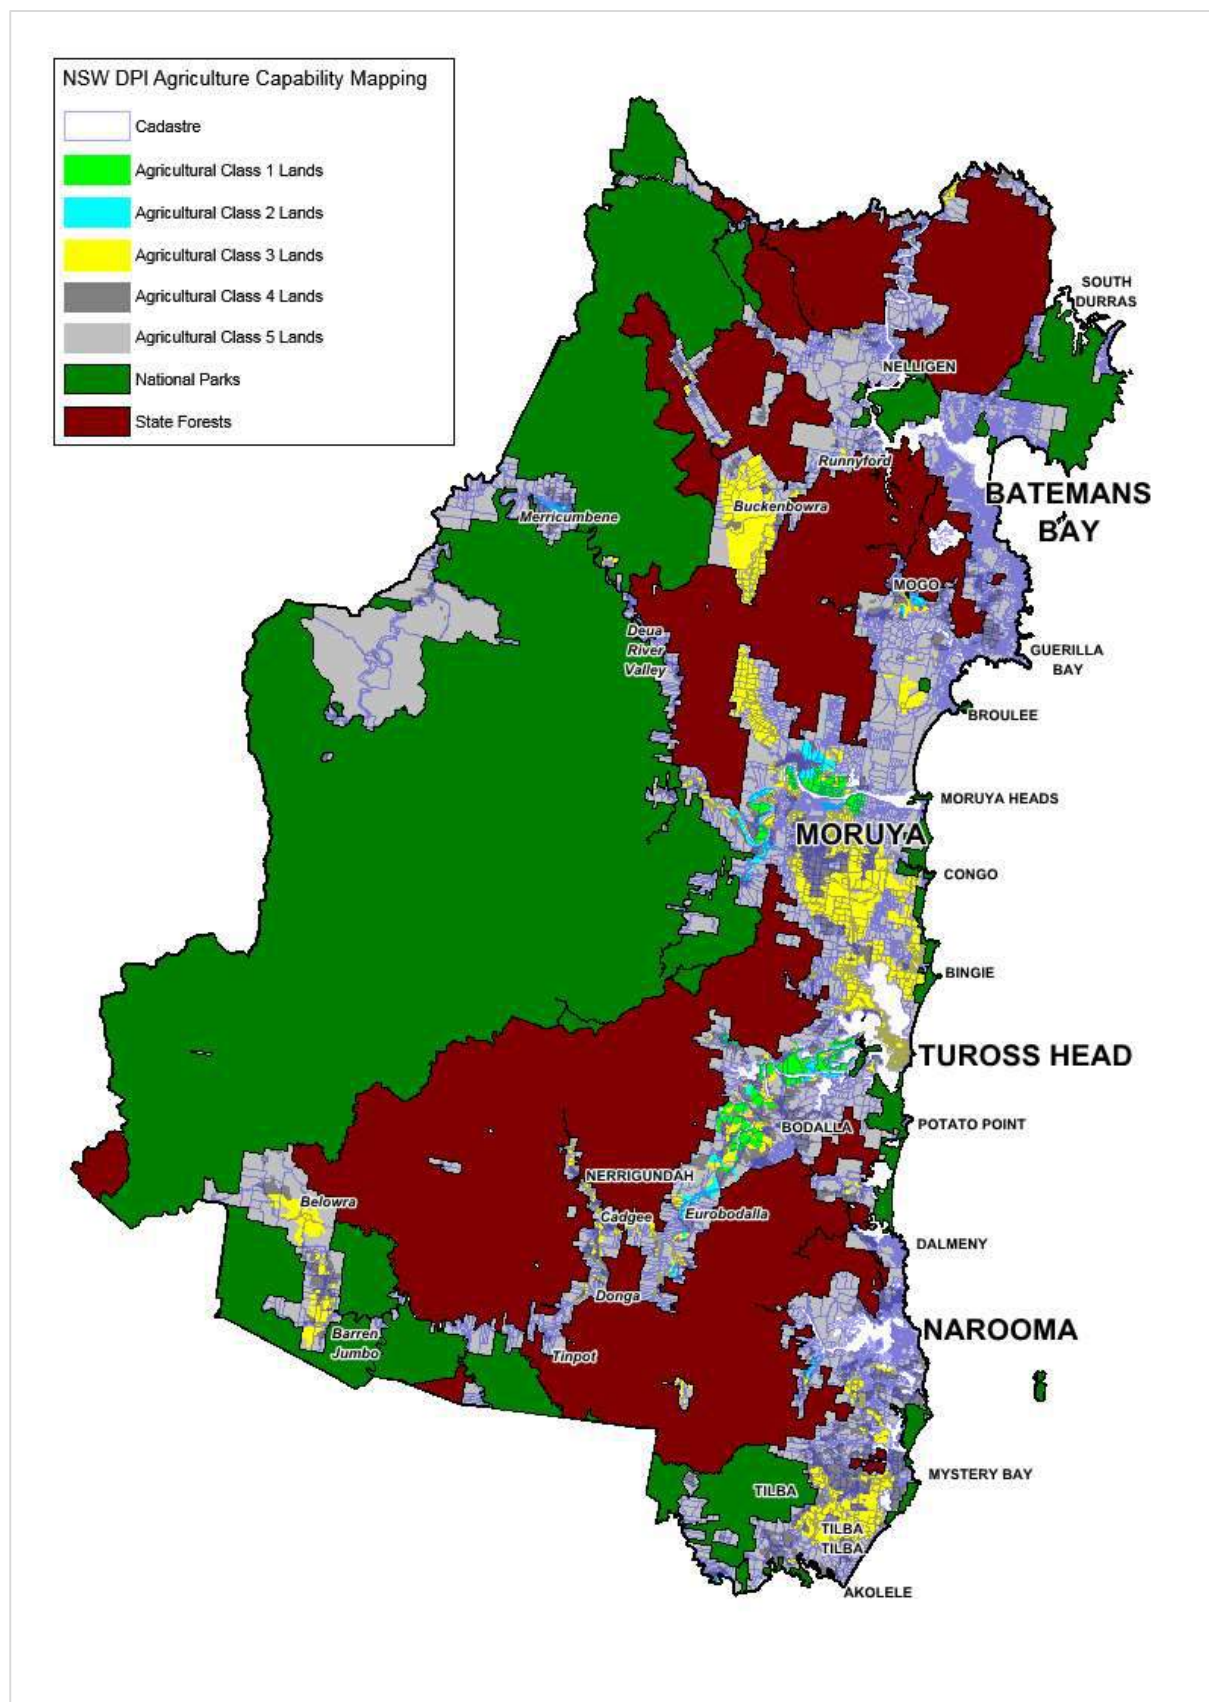 NSW DPI Agriculture Capability Mapping
Cadastre
Agricultural Class 1 Lands
Agricultural Class 2 Lands
Agricultural Class 3 Lands
Agricultural Class 4 Lands
Agricultural Class 5 Lands
National Parks
State Forests
SOUTH
DURRAS
NELLIGEN
Runnyford
BATEMANS
BAY
Buckenbowra
Merricumbene
MOGO
Deua
River
Valley
GUERILLA
BAY
BROULEE
MORUYA HEADS
MORUYA
CONGO
BINGIE
TUROSS HEAD
POTATO POINT
BODALLA
NERRIGUNDAH
Belowra
Cadgee
Eurobodalla
DALMENY
Donga
NAROOMA
Barren
Jumbo
Tinpot
MYSTERY BAY
TILBA
TILBA
TILBA
AKOLELE